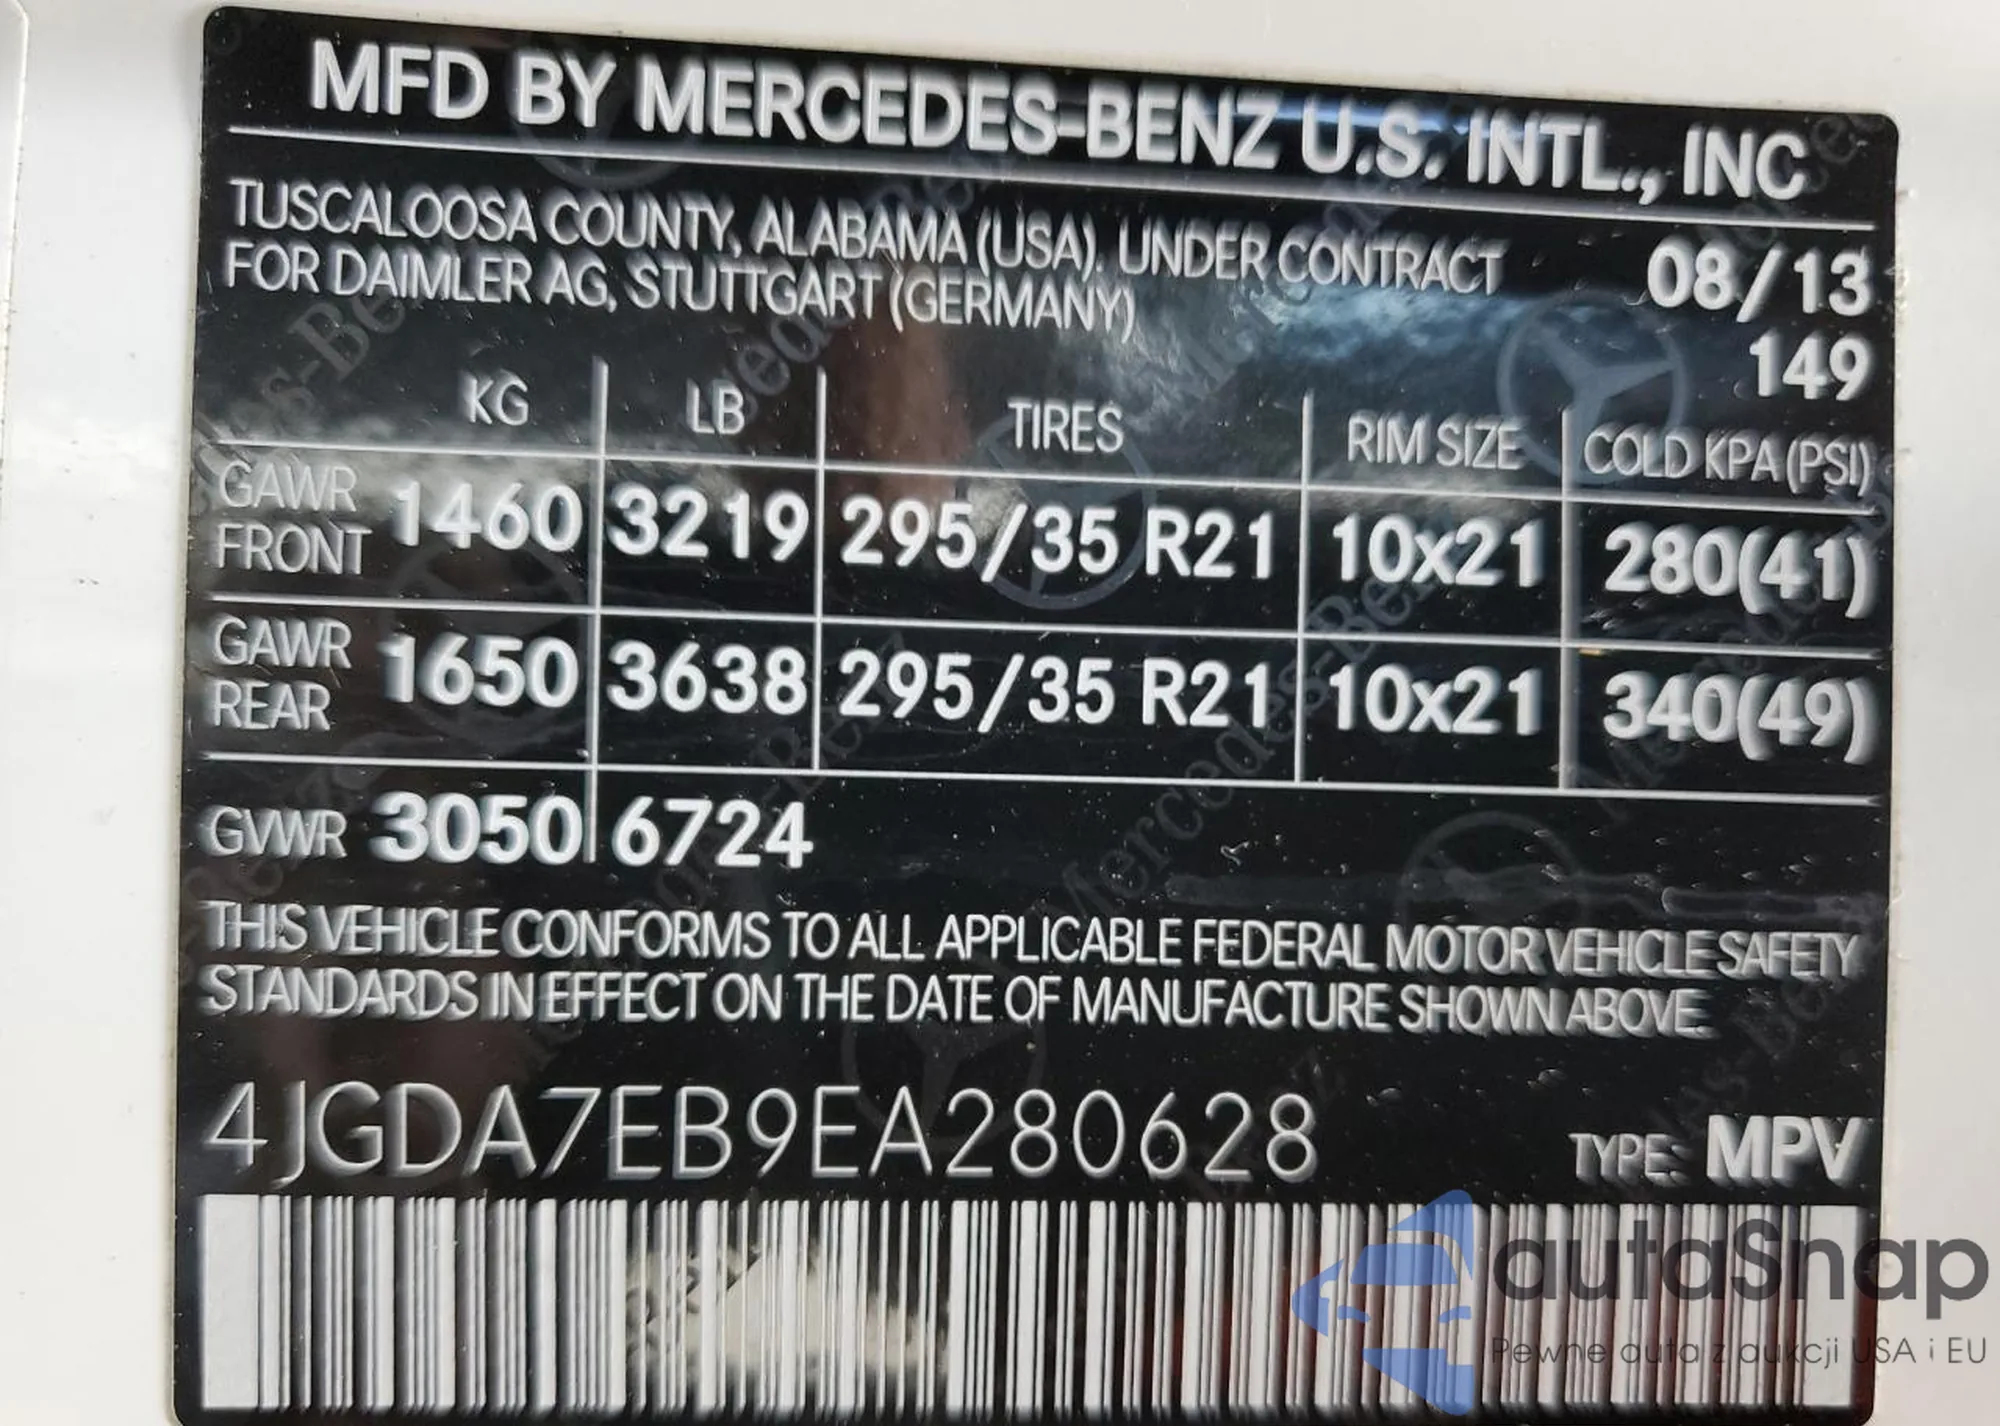 MFD BY MERCEDES-BENZ U.S. INTL., INC
TUSCALOOSA COUNTY, ALABAMA (USA). UNDER CONTRACT
FOR DAIMLER AG, STUTTGART (GERMANY)
08/13
149
KG LB TIRES RIM SIZE COLD KPA (PSI)
GAWR FRONT 1460 3219 295/35 R21 10x21 280(41)
GAWR REAR 1650 3638 295/35 R21 10x21 340(49)
GVWR 3050 6724
THIS VEHICLE CONFORMS TO ALL APPLICABLE FEDERAL MOTOR VEHICLE SAFETY
STANDARDS IN EFFECT ON THE DATE OF MANUFACTURE SHOWN ABOVE.
4JGDA7EB9EA280628 TYPE: MPV
autaSnap
Pewne auta z aukcji USA i EU